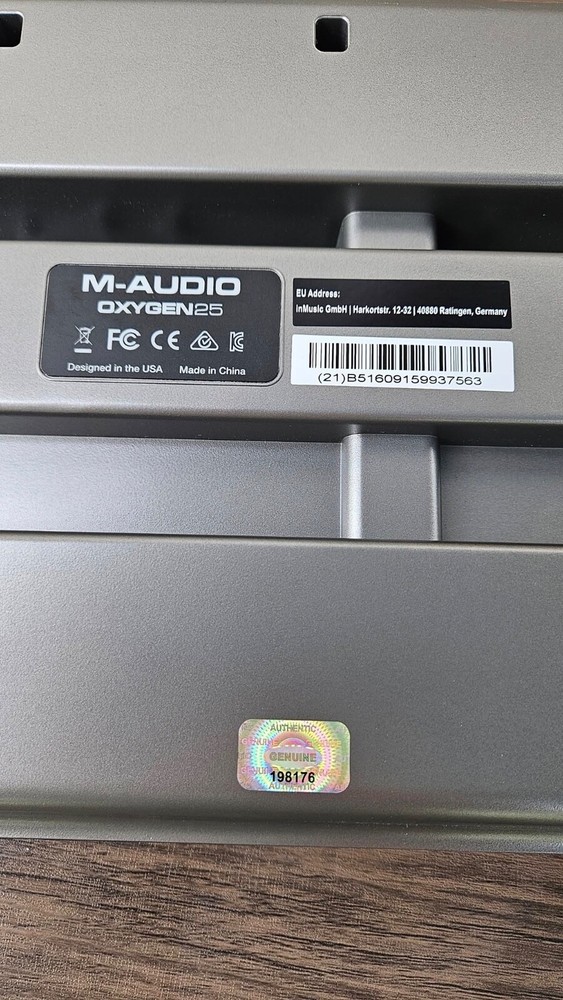 M-AUDIO
OXYGEN25
FC CE
Designed in the USA Made in China
EU Address:
inMusic GmbH | Harkortstr. 12-32 | 40880 Ratingen, Germany
(21)B51609159937563
AUTHENTIC
GENUINE
198176
AUTHENTIC